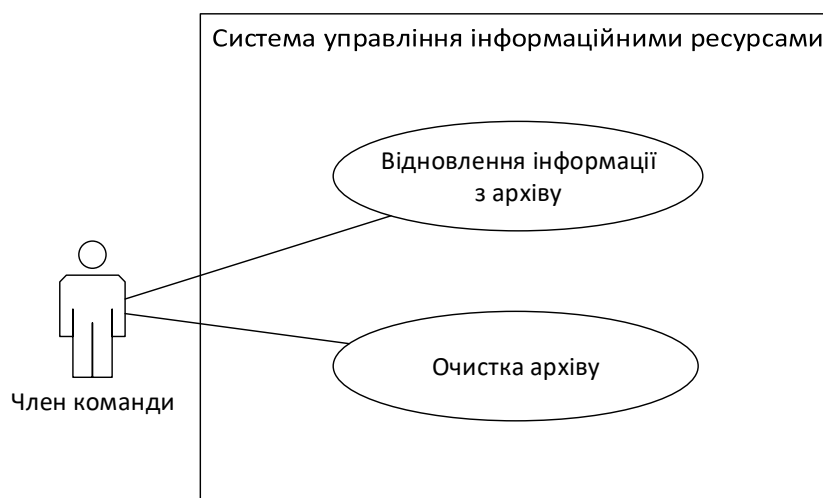 Система управління інформаційними ресурсами
Відновлення інформації
з архіву
Очистка архіву
Член команди